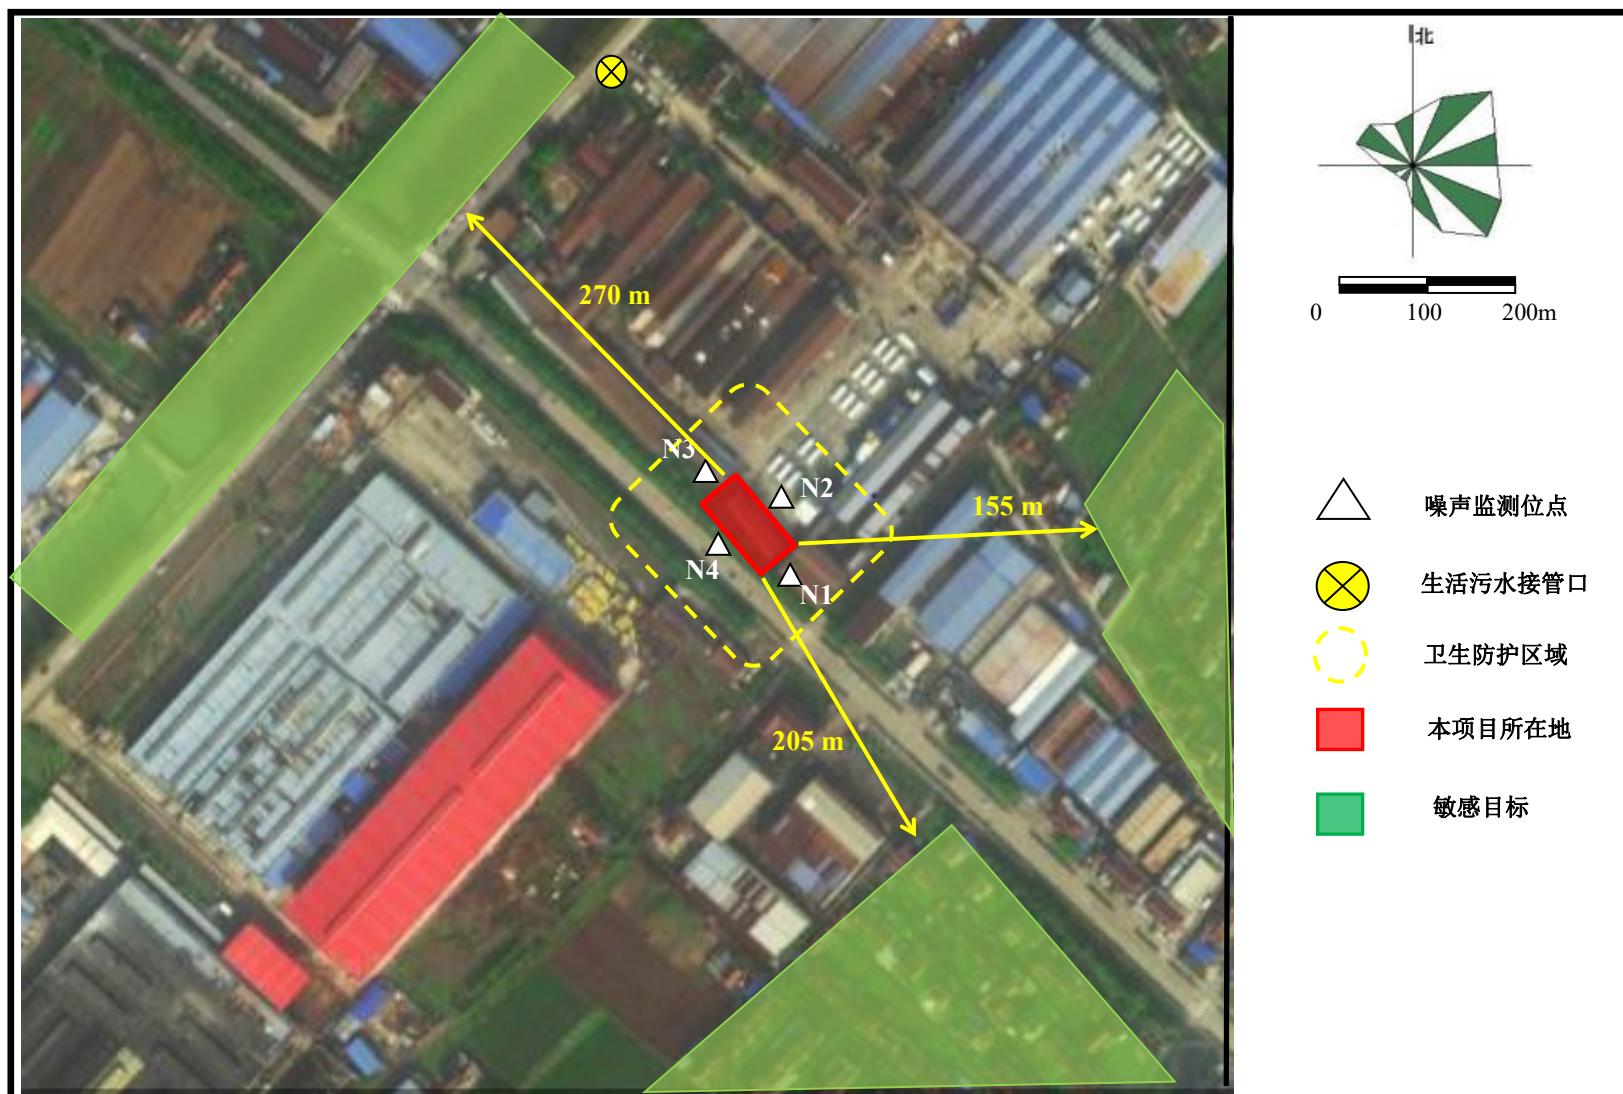 北
0 100 200m
270 m
N3
N2
155 m
N4
N1
205 m
噪声监测位点
生活污水接管口
卫生防护区域
本项目所在地
敏感目标